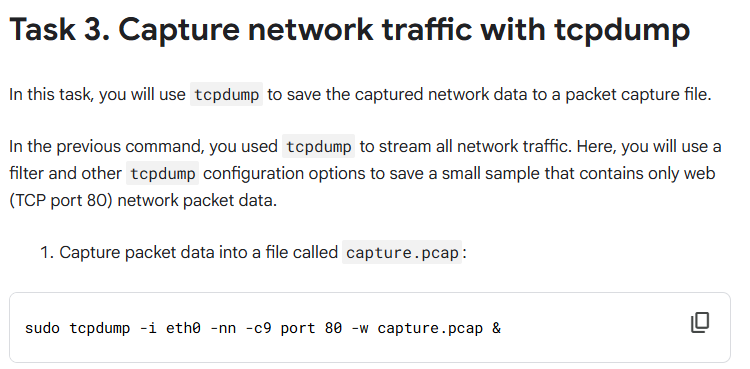 Task 3. Capture network traffic with tcpdump
In this task, you will use tcpdump to save the captured network data to a packet capture file.
In the previous command, you used tcpdump to stream all network traffic. Here, you will use a
filter and other tcpdump configuration options to save a small sample that contains only web
(TCP port 80) network packet data.
1. Capture packet data into a file called capture.pcap:
sudo tcpdump -i eth0 -nn -c9 port 80 -w capture.pcap &